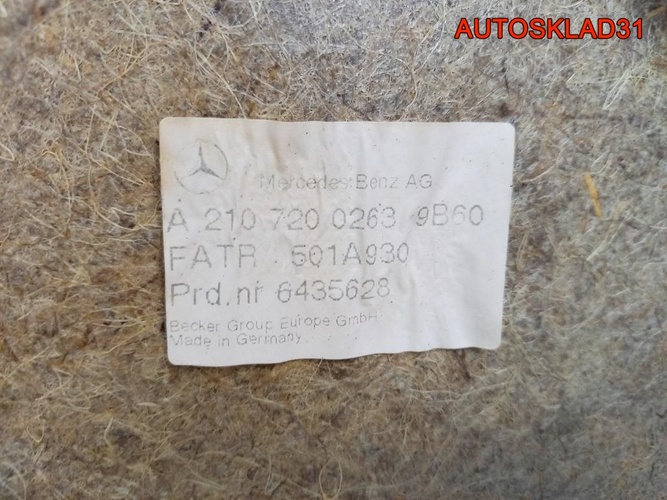 AUTOSKLAD31
Mercedes-Benz AG
A 210 720 0263 9B60
FATR 501A930
Prd.nr 6435628
Becker Group Europe GmbH
Made in Germany